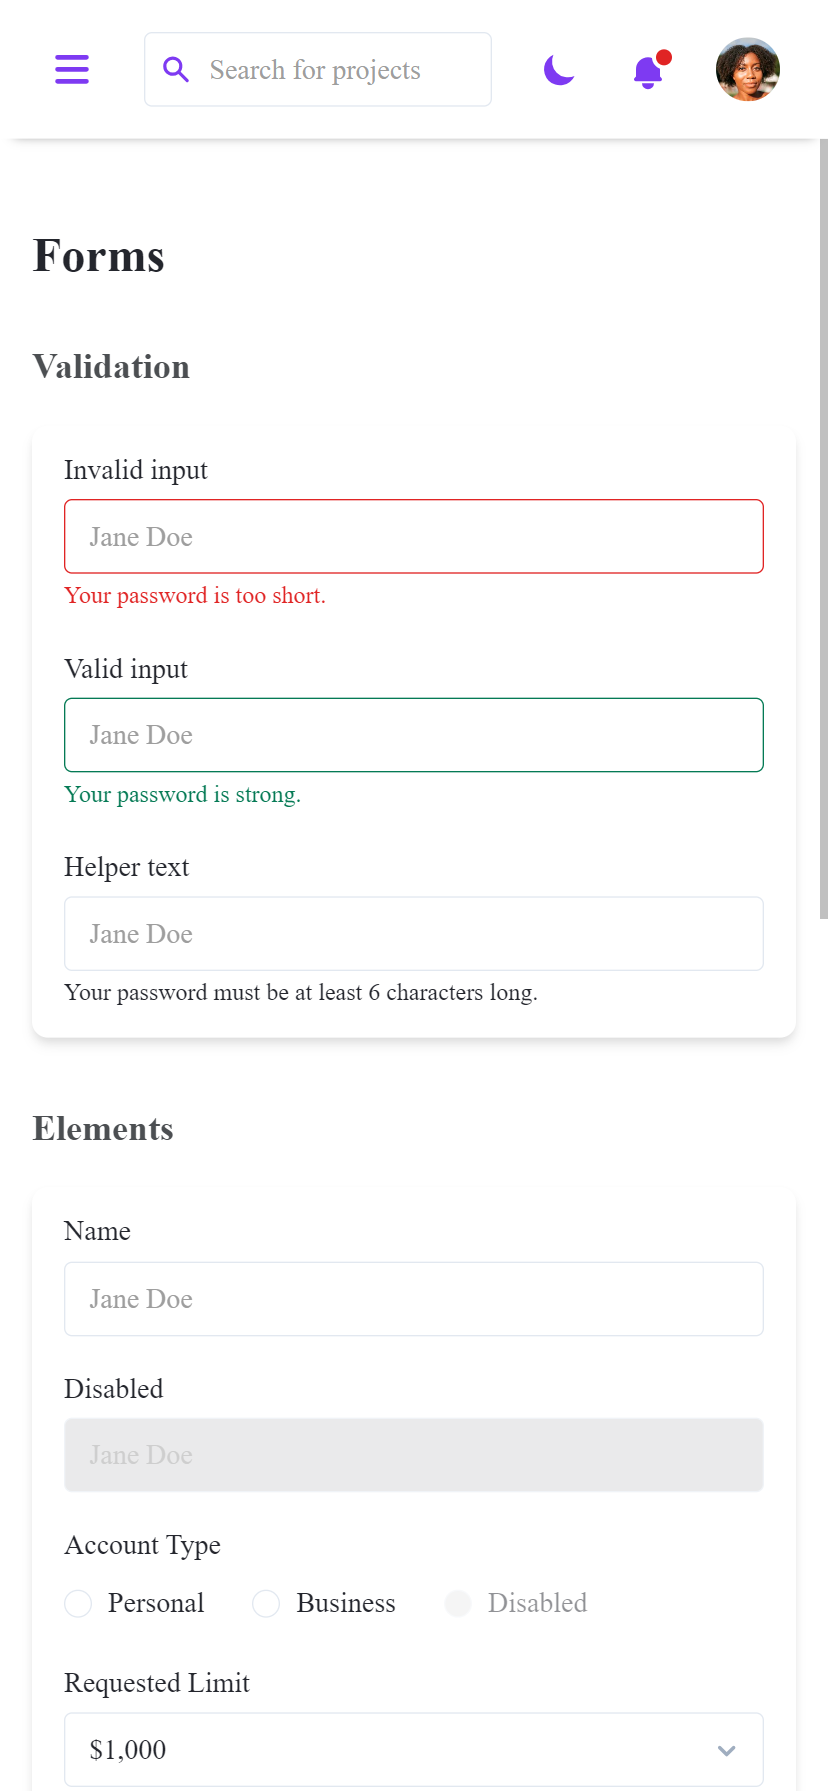 Search for projects
Forms
Validation
Invalid input
Jane Doe
Your password is too short.
Valid input
Jane Doe
Your password is strong.
Helper text
Jane Doe
Your password must be at least 6 characters long.
Elements
Name
Jane Doe
Disabled
Jane Doe
Account Type
Personal Business Disabled
Requested Limit
$1,000